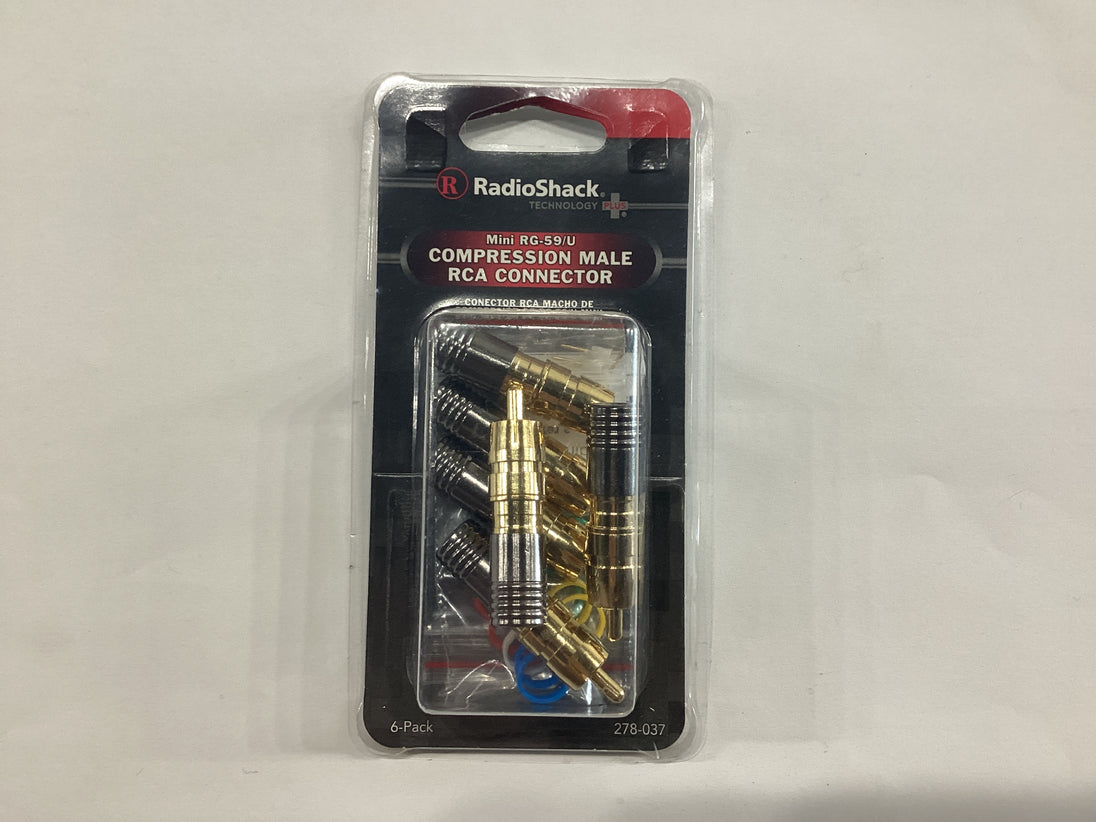 R RadioShack®
TECHNOLOGY PLUS
Mini RG-59/U
COMPRESSION MALE
RCA CONNECTOR
CONECTOR RCA MACHO DE
6-Pack
278-037